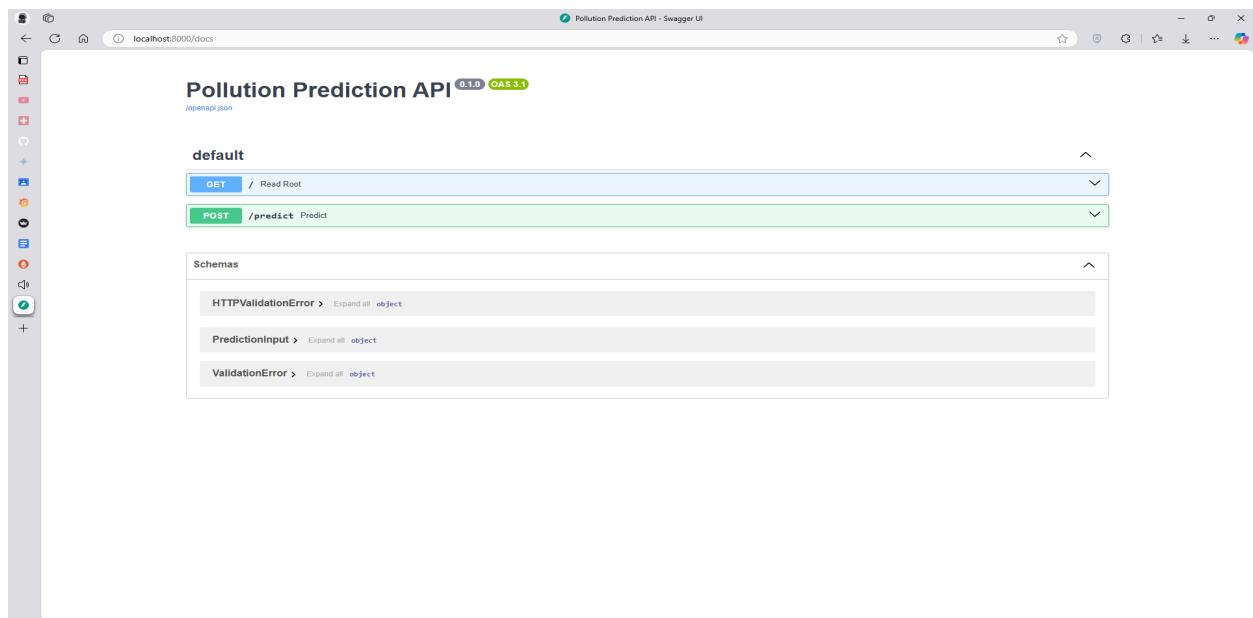 Pollution Prediction API - Swagger UI
localhost:8000/docs
Pollution Prediction API 0.1.0 OAS 3.1
/openapi.json
default
GET / Read Root
POST /predict Predict
Schemas
HTTPValidationError Expand all object
PredictionInput Expand all object
ValidationError Expand all object